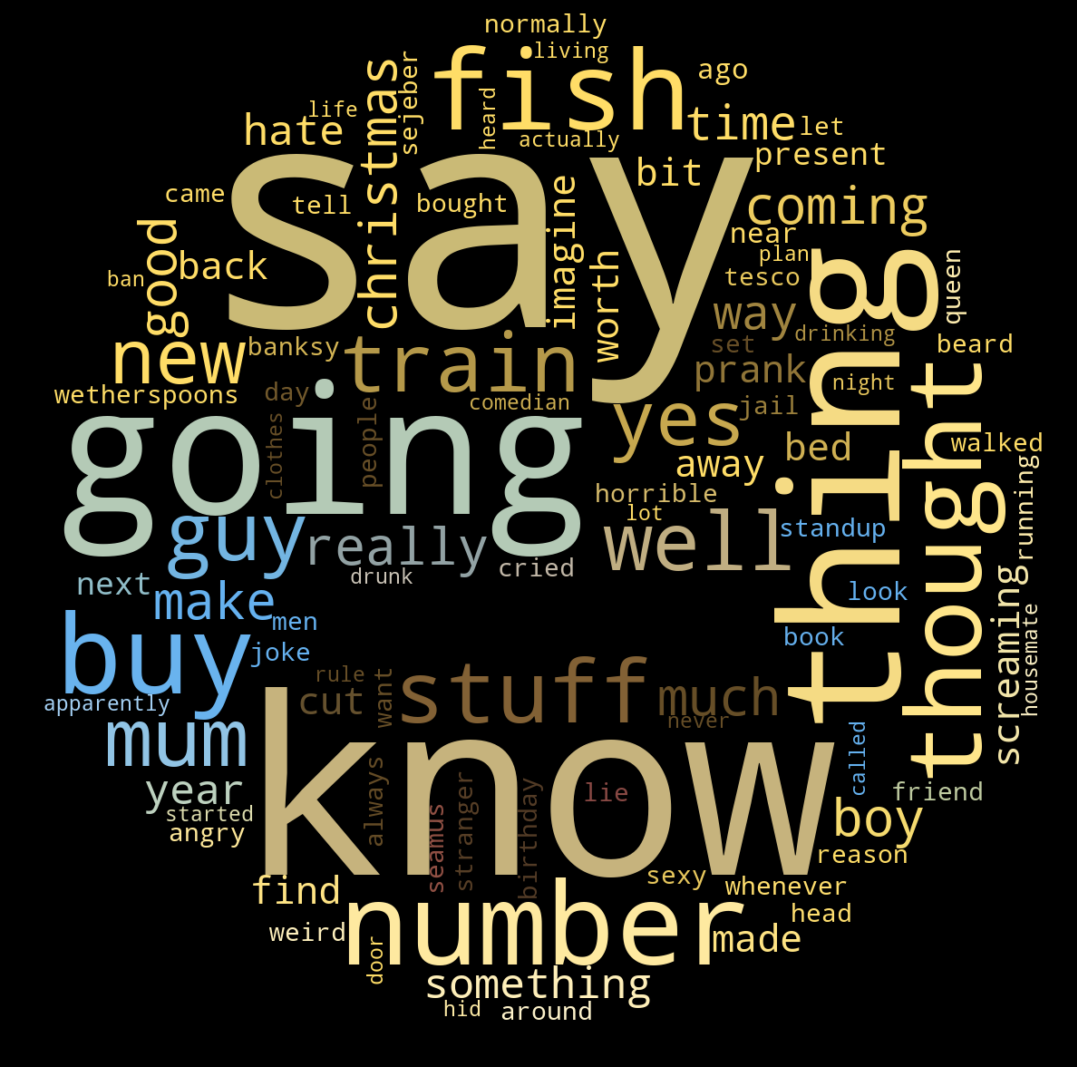 normally
living
fish
ago
life
sejeber
heard
christmas
hate
actually
time
let
present
say
bit
came
tell
bought
imagine
coming
good
back
near
plan
ban
worth
tesco
queen
thing
way
drinking
new
banksy
train
set
beard
prank
night
wetherspoons
day
comedian
people
yes
jail
thought
clothes
going
away
bed
walked
horrible
lot
running
guy
really
well
standup
next
drunk
cried
make
look
screaming
men
book
housemate
buy
joke
apparently
rule
want
cut
stuff
much
never
mum
know
called
year
always
lie
friend
started
seamus
stranger
birthday
boy
angry
reason
find
sexy
whenever
number
head
weird
door
made
something
hid
around